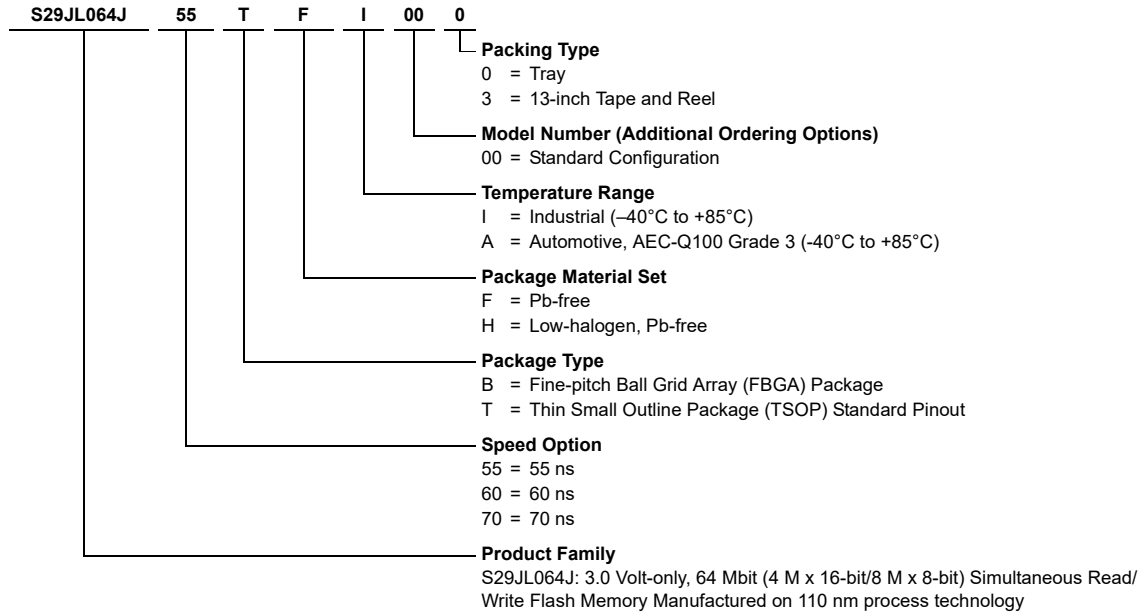 S29JL064J 55 T F I 00 0
Packing Type
0 = Tray
3 = 13-inch Tape and Reel
Model Number (Additional Ordering Options)
00 = Standard Configuration
Temperature Range
I = Industrial (–40°C to +85°C)
A = Automotive, AEC-Q100 Grade 3 (-40°C to +85°C)
Package Material Set
F = Pb-free
H = Low-halogen, Pb-free
Package Type
B = Fine-pitch Ball Grid Array (FBGA) Package
T = Thin Small Outline Package (TSOP) Standard Pinout
Speed Option
55 = 55 ns
60 = 60 ns
70 = 70 ns
Product Family
S29JL064J: 3.0 Volt-only, 64 Mbit (4 M x 16-bit/8 M x 8-bit) Simultaneous Read/
Write Flash Memory Manufactured on 110 nm process technology